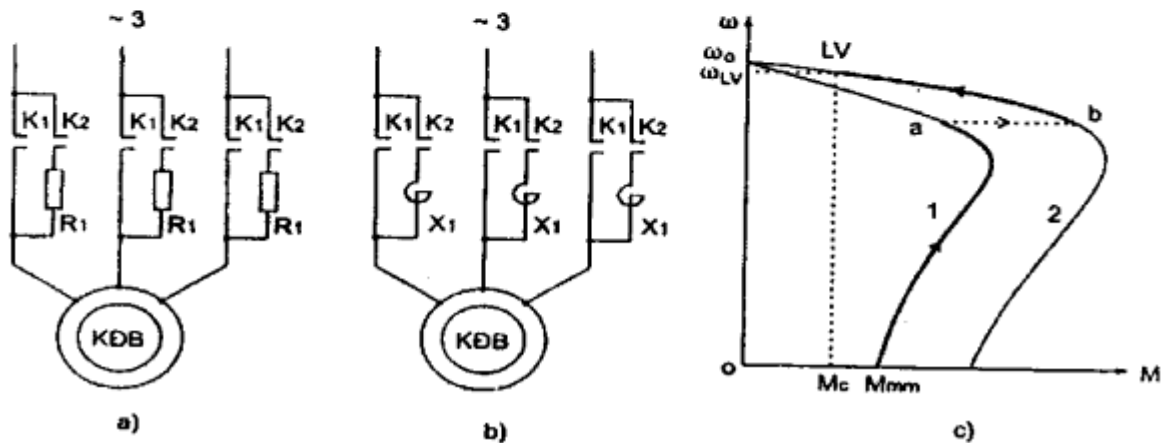 ~ 3
K1 K2 K1 K2 K1 K2
R1 R1 R1
KĐB
a)
~ 3
K1 K2 K1 K2 K1 K2
X1 X1 X1
KĐB
b)
ω
ωo LV
ωLV
a b
1 2
o Mc Mmm M
c)